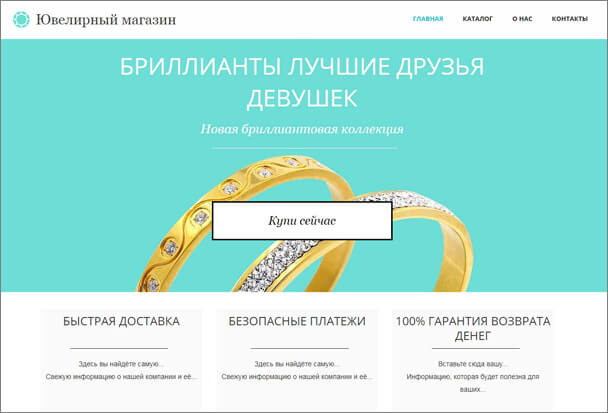 Ювелирный магазин
ГЛАВНАЯ КАТАЛОГ О НАС КОНТАКТЫ
БРИЛЛИАНТЫ ЛУЧШИЕ ДРУЗЬЯ
ДЕВУШЕК
Новая бриллиантовая коллекция
Купи сейчас
БЫСТРАЯ ДОСТАВКА
Здесь вы найдёте самую...
Свежую информацию о нашей компании и её...
БЕЗОПАСНЫЕ ПЛАТЕЖИ
Здесь вы найдёте самую...
Свежую информацию о нашей компании и её...
100% ГАРАНТИЯ ВОЗВРАТА
ДЕНЕГ
Вставьте сюда вашу...
Информацию, которая будет полезна для
ваших...